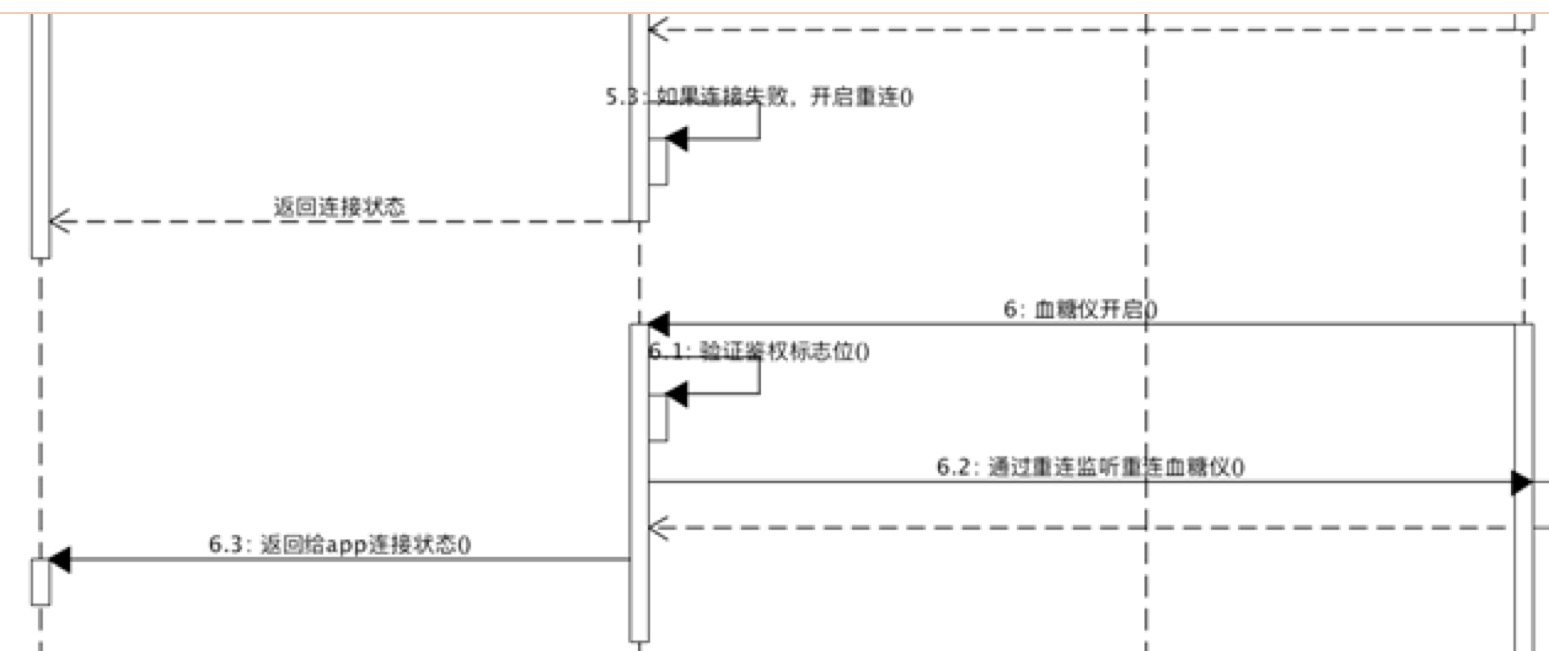 5.3: 如果连接失败，开启重连()
返回连接状态
6: 血糖仪开启()
6.1: 验证鉴权标志位()
6.2: 通过重连监听重连血糖仪()
6.3: 返回给app连接状态()